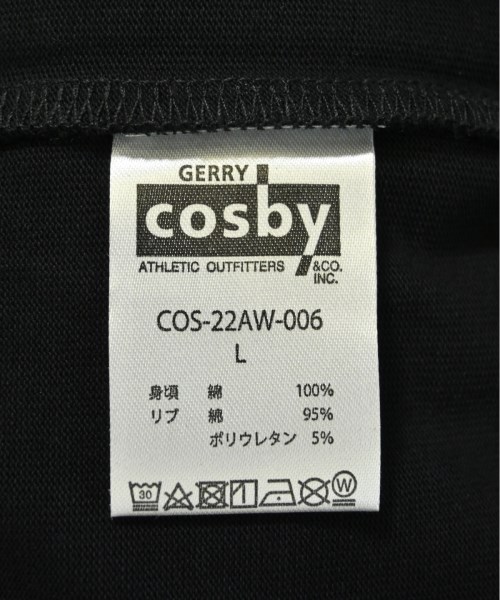 GERRY
cosby
ATHLETIC OUTFITTERS &CO. INC.
COS-22AW-006
L
身頃 綿 100%
リブ 綿 95%
ポリウレタン 5%
30 W